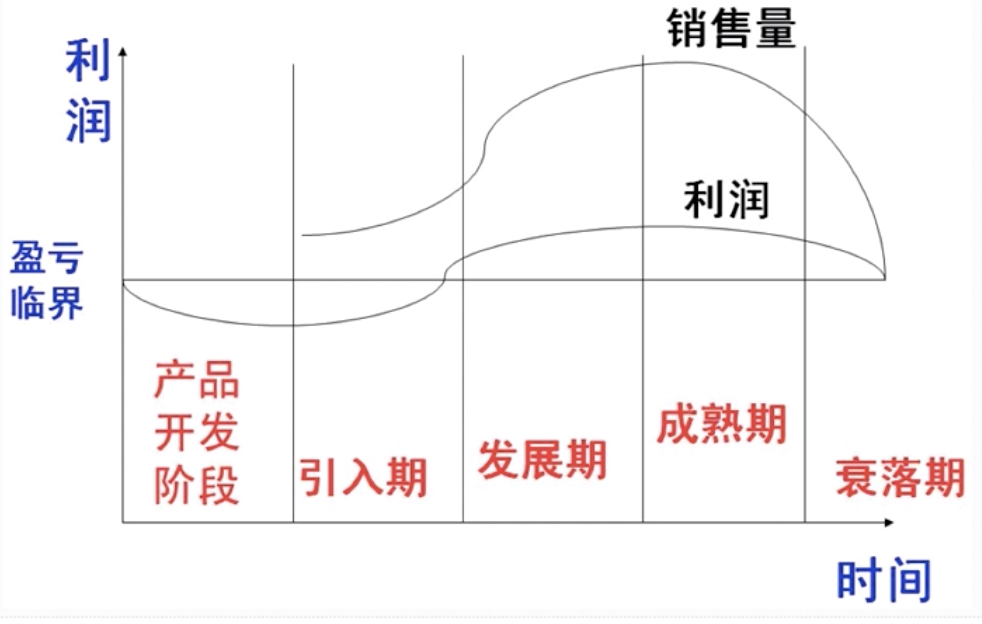 销售量
利
润
利润
盈亏
临界
产品
开发
阶段
引入期
发展期
成熟期
衰落期
时间